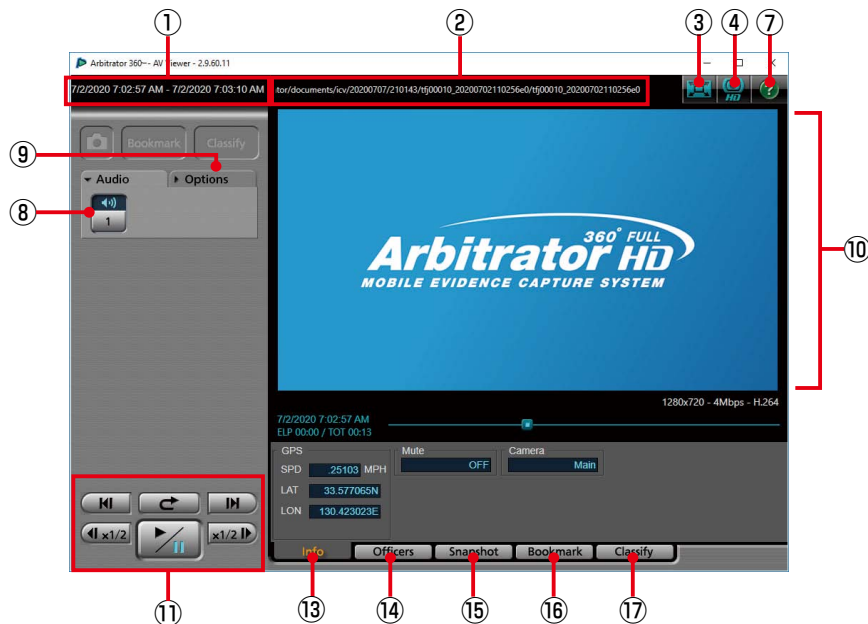 ① ② ③ ④ ⑦
Arbitrator 360°- AV Viewer - 2.9.60.11
7/2/2020 7:02:57 AM - 7/2/2020 7:03:10 AM
tor/documents/icv/20200707/210143/tfj00010_20200702110256e0/tfj00010_20200702110256e0
HD
?
Bookmark
Classify
⑨
Audio
Options
⑧
1
360° FULL
Arbitrator HD
MOBILE EVIDENCE CAPTURE SYSTEM
⑩
1280x720 - 4Mbps - H.264
7/2/2020 7:02:57 AM
ELP 00:00 / TOT 00:13
GPS
SPD .25103 MPH
LAT 33.577065N
LON 130.423023E
Mute
OFF
Camera
Main
x1/2
x1/2
Info
Officers
Snapshot
Bookmark
Classify
⑪ ⑬ ⑭ ⑮ ⑯ ⑰